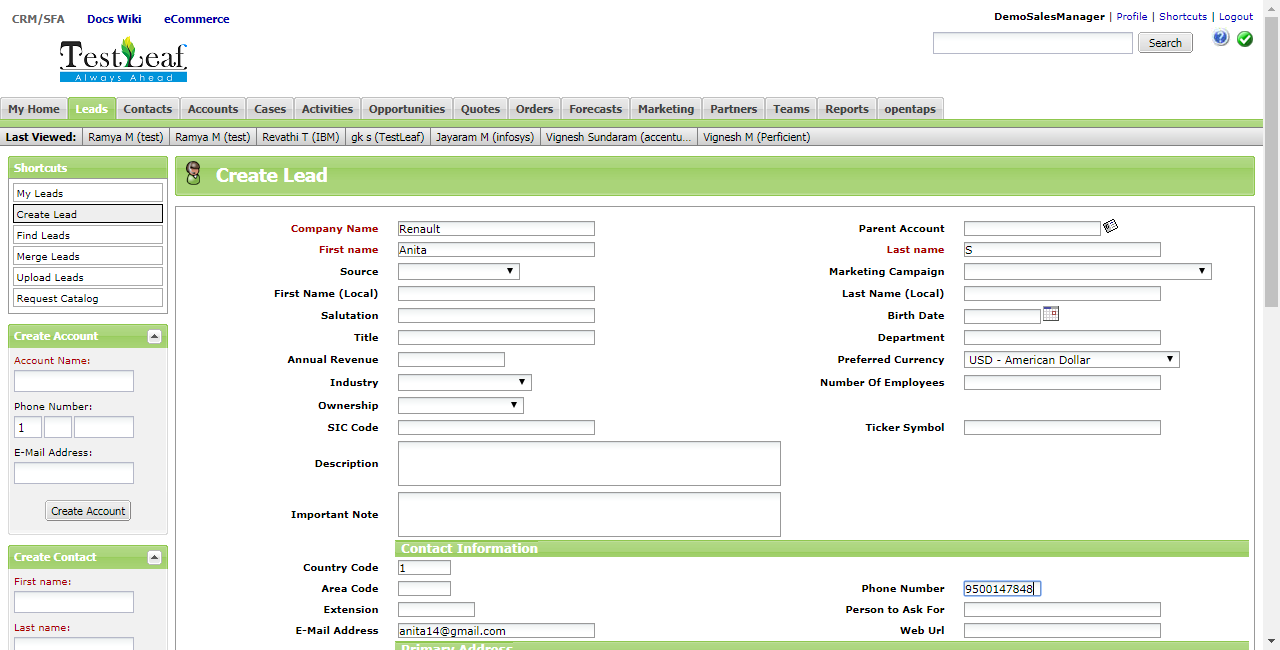 CRM/SFA Docs Wiki eCommerce
DemoSalesManager | Profile | Shortcuts | Logout
TestLeaf
Always Ahead
Search
My Home Leads Contacts Accounts Cases Activities Opportunities Quotes Orders Forecasts Marketing Partners Teams Reports opentaps
Last Viewed: Ramya M (test) Ramya M (test) Revathi T (IBM) gk s (TestLeaf) Jayaram M (infosys) Vignesh Sundaram (accentu... Vignesh M (Perficient)
Shortcuts
My Leads
Create Lead
Find Leads
Merge Leads
Upload Leads
Request Catalog
Create Account
Account Name:
Phone Number:
1
E-Mail Address:
Create Account
Create Contact
First name:
Last name:
Create Lead
Company Name Renault Parent Account
First name Anita Last name S
Source Marketing Campaign
First Name (Local) Last Name (Local)
Salutation Birth Date
Title Department
Annual Revenue Preferred Currency USD - American Dollar
Industry Number Of Employees
Ownership
SIC Code Ticker Symbol
Description
Important Note
Contact Information
Country Code 1
Area Code Phone Number 9500147848
Extension Person to Ask For
E-Mail Address anita14@gmail.com Web Url
Primary Address